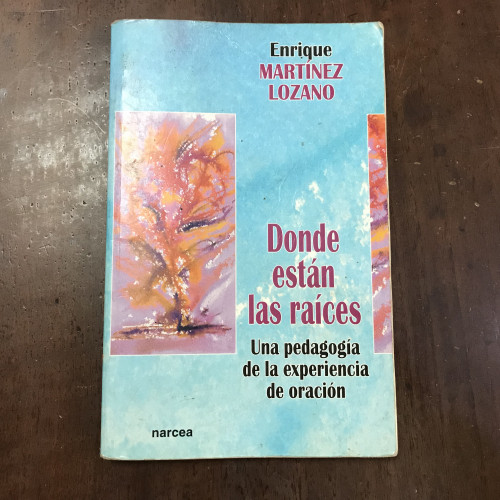 Enrique
MARTÍNEZ
LOZANO
Donde
están
las raíces
Una pedagogía
de la experiencia
de oración
narcea